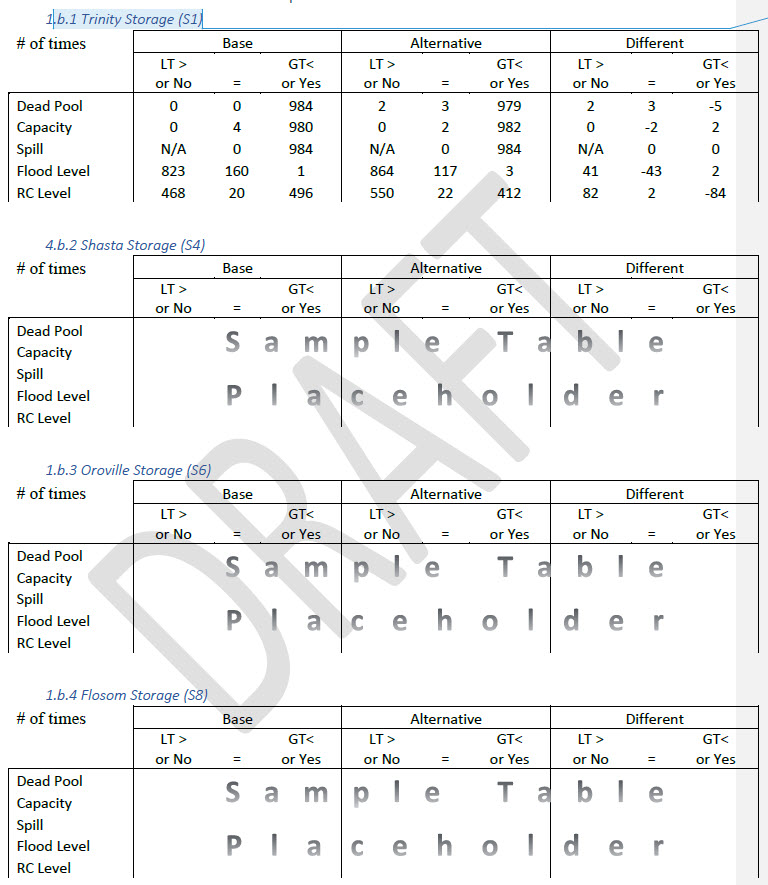 1.b.1 Trinity Storage (S1)
# of times Base Alternative Different
LT > GT< LT > GT< LT > GT<
or No = or Yes or No = or Yes or No = or Yes
Dead Pool 0 0 984 2 3 979 2 3 -5
Capacity 0 4 980 0 2 982 0 -2 2
Spill N/A 0 984 N/A 0 984 N/A 0 0
Flood Level 823 160 1 864 117 3 41 -43 2
RC Level 468 20 496 550 22 412 82 2 -84
4.b.2 Shasta Storage (S4)
# of times Base Alternative Different
LT > GT< LT > GT< LT > GT<
or No = or Yes or No = or Yes or No = or Yes
Dead Pool
Sample Table
Capacity
Spill
Flood Level
Placeholder
RC Level
1.b.3 Oroville Storage (S6)
# of times Base Alternative Different
LT > GT< LT > GT< LT > GT<
or No = or Yes or No = or Yes or No = or Yes
Dead Pool
Sample Table
Capacity
Spill
Flood Level
Placeholder
RC Level
1.b.4 Flosom Storage (S8)
# of times Base Alternative Different
LT > GT< LT > GT< LT > GT<
or No = or Yes or No = or Yes or No = or Yes
Dead Pool
Sample Table
Capacity
Spill
Flood Level
Placeholder
RC Level
DRAFT